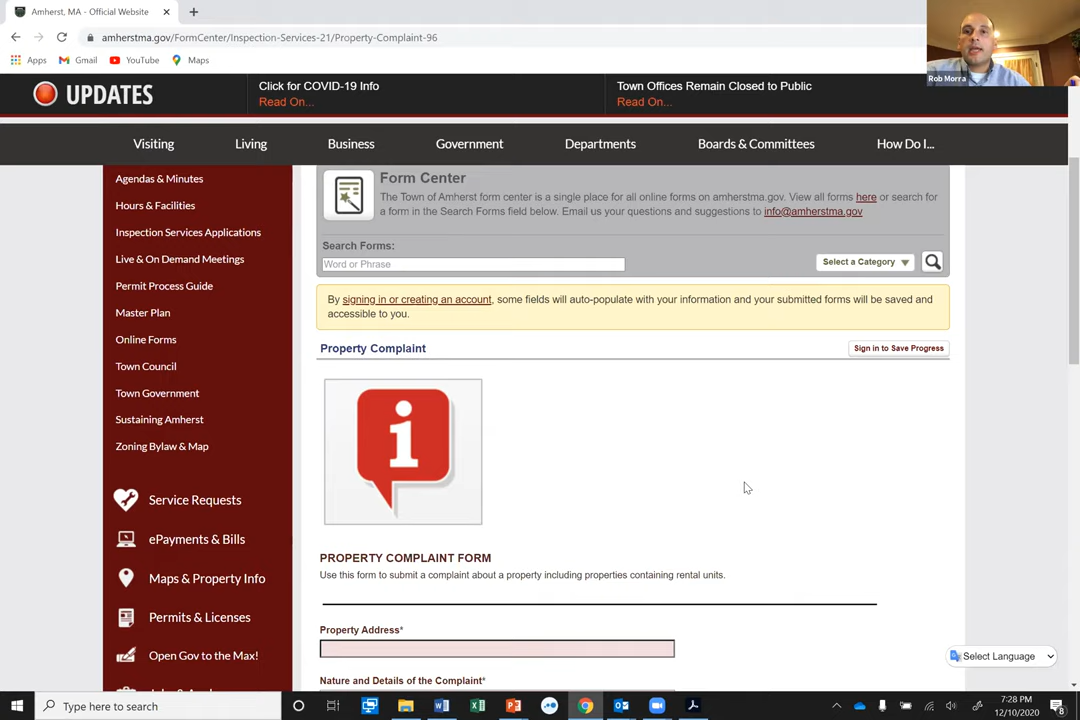 Amherst, MA - Official Website
amherstma.gov/FormCenter/Inspection-Services-21/Property-Complaint-96
Apps
Gmail
YouTube
Maps
Rob Morra
UPDATES
Click for COVID-19 Info
Read On...
Town Offices Remain Closed to Public
Read On...
Visiting
Living
Business
Government
Departments
Boards & Committees
How Do I...
Agendas & Minutes
Hours & Facilities
Inspection Services Applications
Live & On Demand Meetings
Permit Process Guide
Master Plan
Online Forms
Town Council
Town Government
Sustaining Amherst
Zoning Bylaw & Map
Service Requests
ePayments & Bills
Maps & Property Info
Permits & Licenses
Open Gov to the Max!
Form Center
The Town of Amherst form center is a single place for all online forms on amherstma.gov. View all forms here or search for
a form in the Search Forms field below. Email us your questions and suggestions to info@amherstma.gov
Search Forms:
Word or Phrase
Select a Category
By signing in or creating an account, some fields will auto-populate with your information and your submitted forms will be saved and
accessible to you.
Property Complaint
Sign in to Save Progress
i
PROPERTY COMPLAINT FORM
Use this form to submit a complaint about a property including properties containing rental units.
Property Address*
Nature and Details of the Complaint*
Select Language
Type here to search
7:28 PM
12/10/2020
8